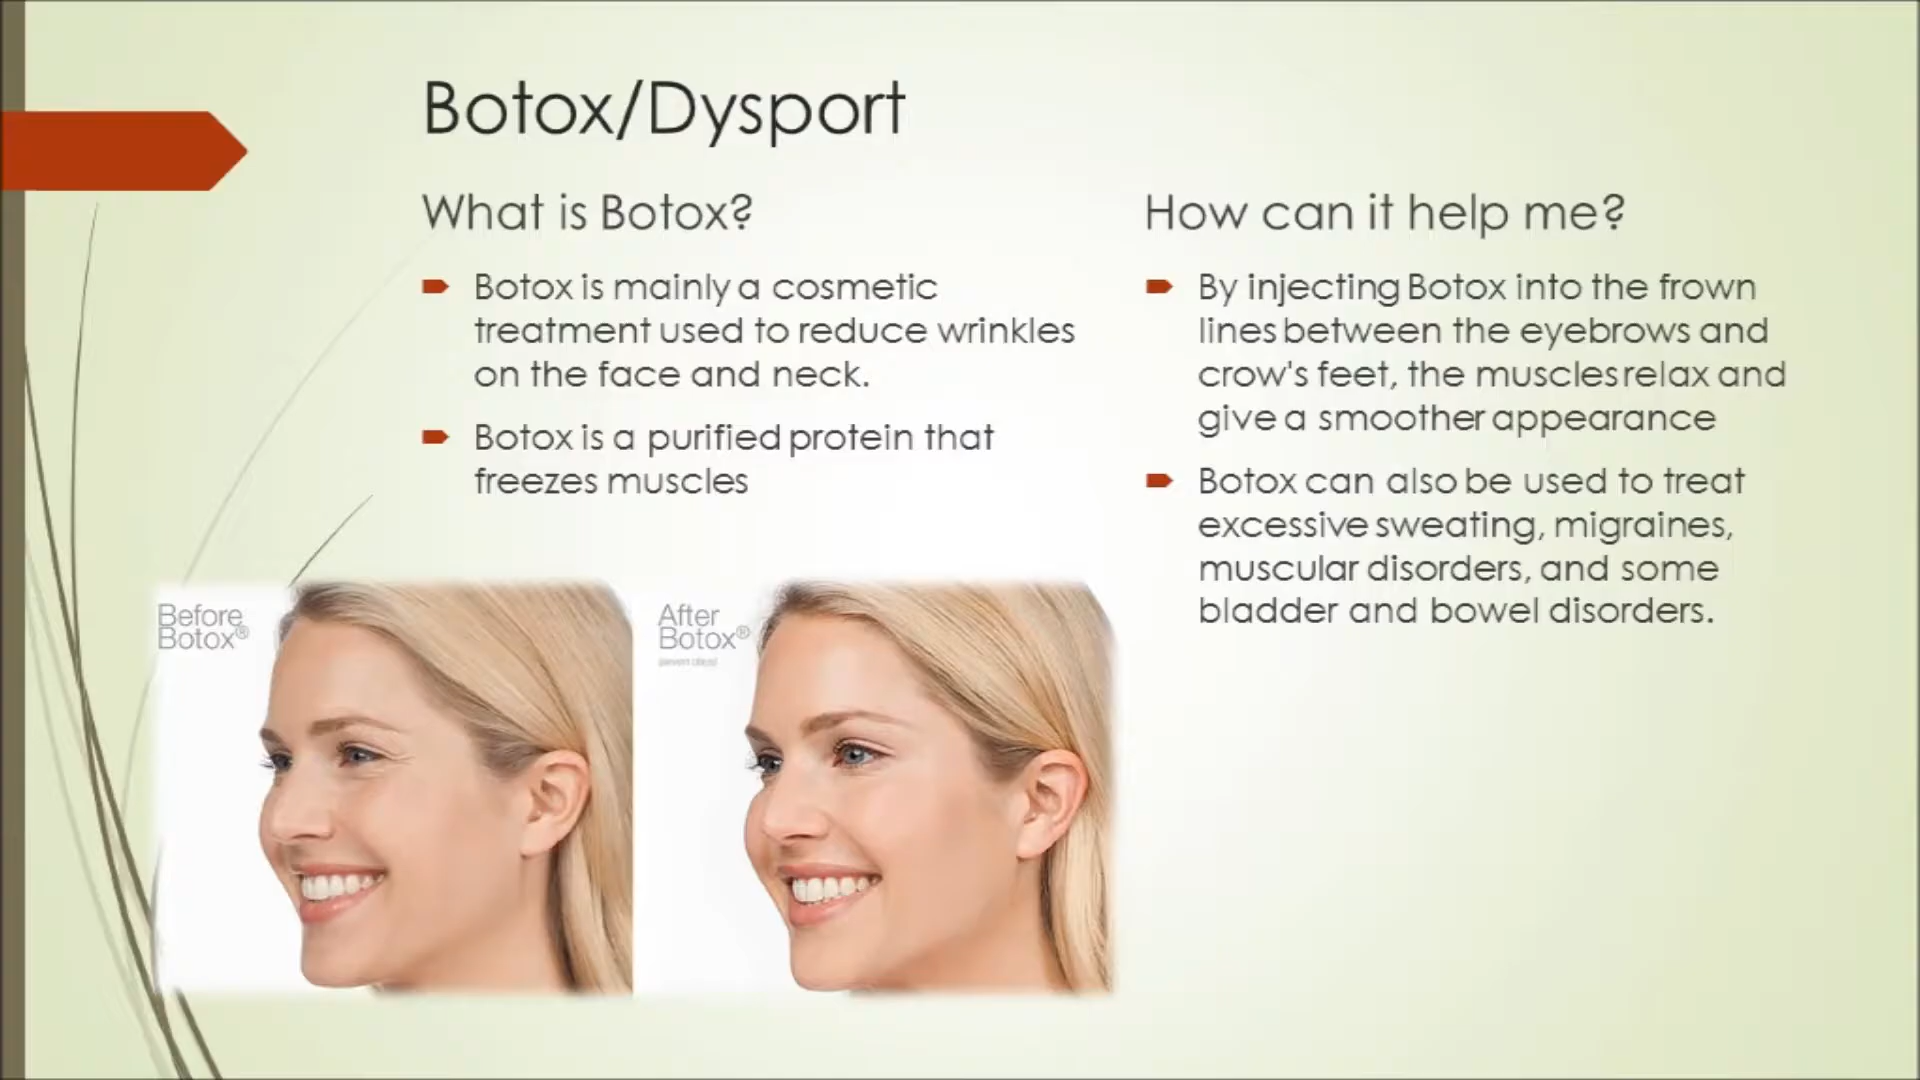 Botox/Dysport
What is Botox?
Botox is mainly a cosmetic
treatment used to reduce wrinkles
on the face and neck.
Botox is a purified protein that
freezes muscles
How can it help me?
By injecting Botox into the frown
lines between the eyebrows and
crow's feet, the muscles relax and
give a smoother appearance
Botox can also be used to treat
excessive sweating, migraines,
muscular disorders, and some
bladder and bowel disorders.
Before
Botox®
After
Botox®